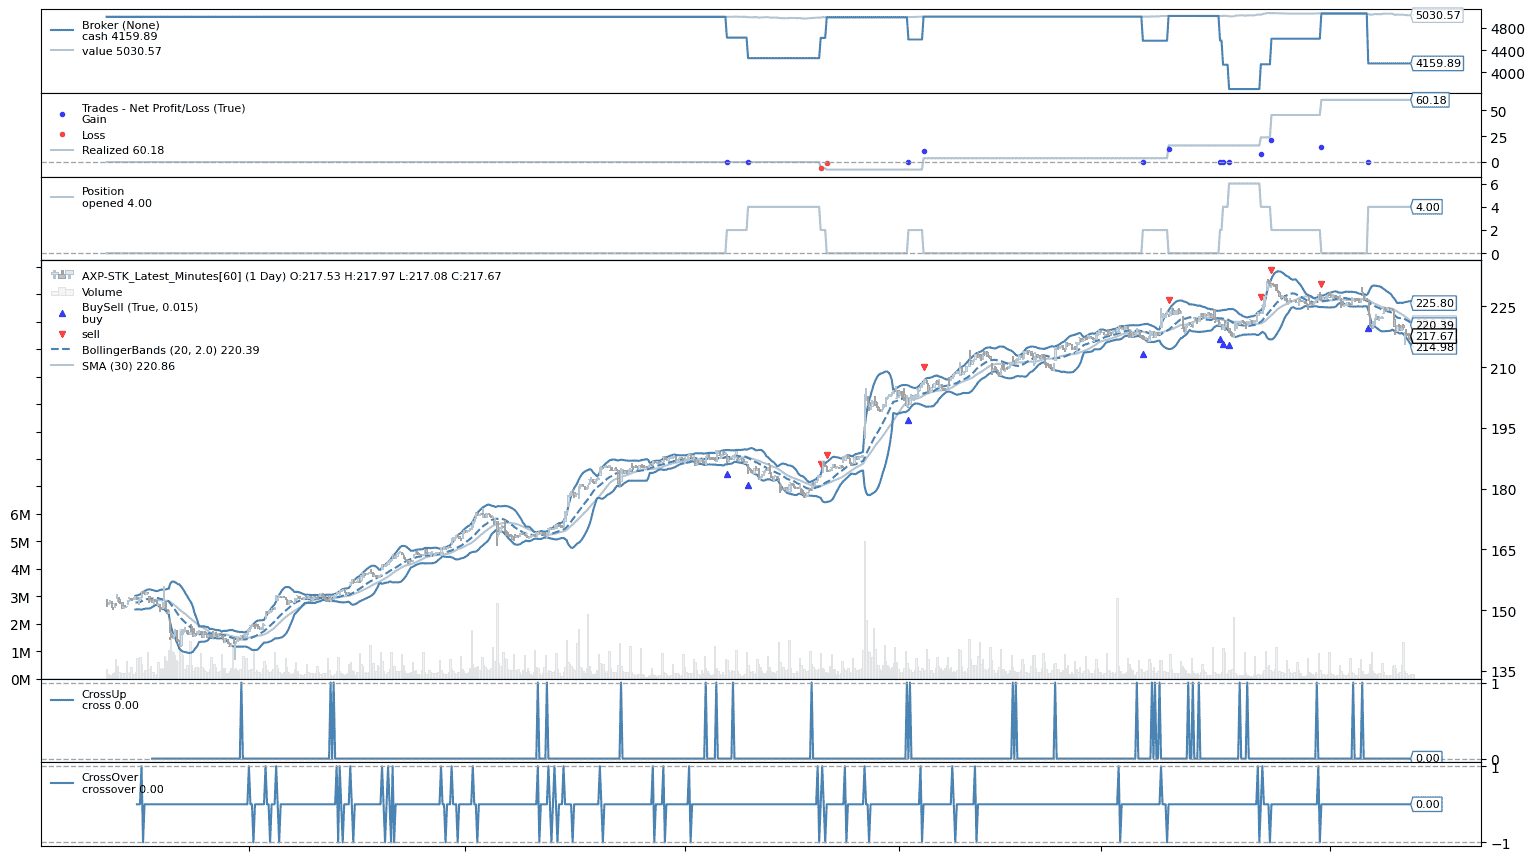 Broker (None)
cash 4159.89
value 5030.57
5030.57
4800
4400
4159.89
4000
Trades - Net Profit/Loss (True)
Gain
Loss
Realized 60.18
60.18
50
25
0
Position
opened 4.00
6
4.00
4
2
0
AXP-STK_Latest_Minutes[60] (1 Day) O:217.53 H:217.97 L:217.08 C:217.67
Volume
BuySell (True, 0.015)
buy
sell
BollingerBands (20, 2.0) 220.39
SMA (30) 220.86
225.80
225
220.39
217.67
214.98
210
195
180
165
150
135
6M
5M
4M
3M
2M
1M
0M
CrossUp
cross 0.00
1
0.00
0
CrossOver
crossover 0.00
1
0.00
−1